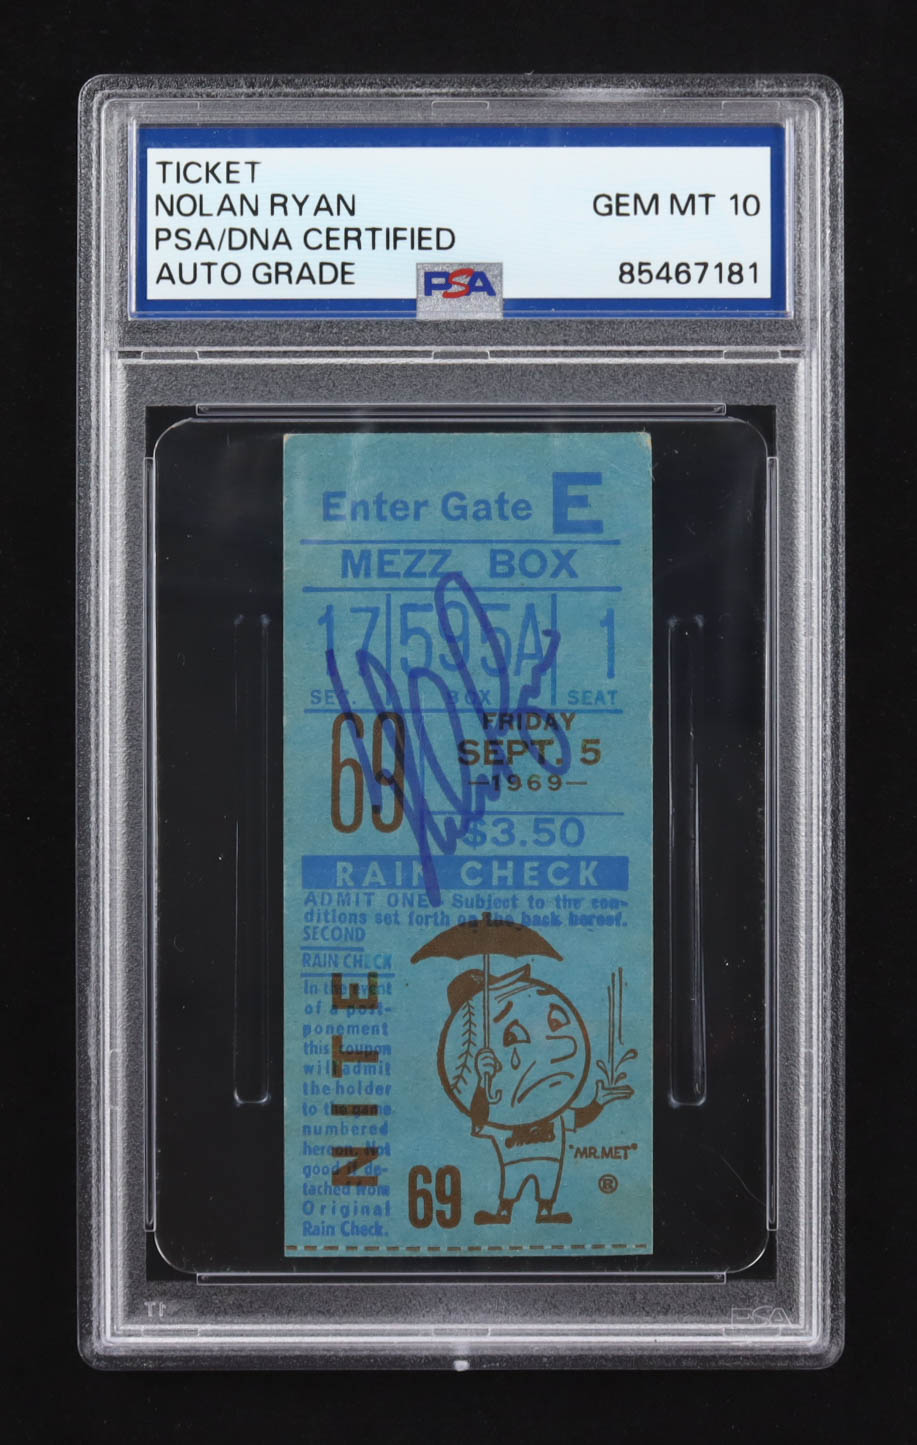 TICKET
NOLAN RYAN
GEM MT 10
PSA/DNA CERTIFIED
AUTO GRADE
PSA
85467181
Enter Gate E
MEZZ BOX
17 595A 1
SEC. BOX SEAT
69
FRIDAY
SEPT. 5
—1969—
$3.50
RAIN CHECK
ADMIT ONE Subject to the con-
ditions set forth on the back hereof.
SECOND
RAIN CHECK
In the event
of a post-
ponement
this coupon
will admit
the holder
to the game
numbered
hereon. Not
good if de-
tached from
Original
Rain Check.
NITE
Mets
"MR. MET"
®
69
PSA